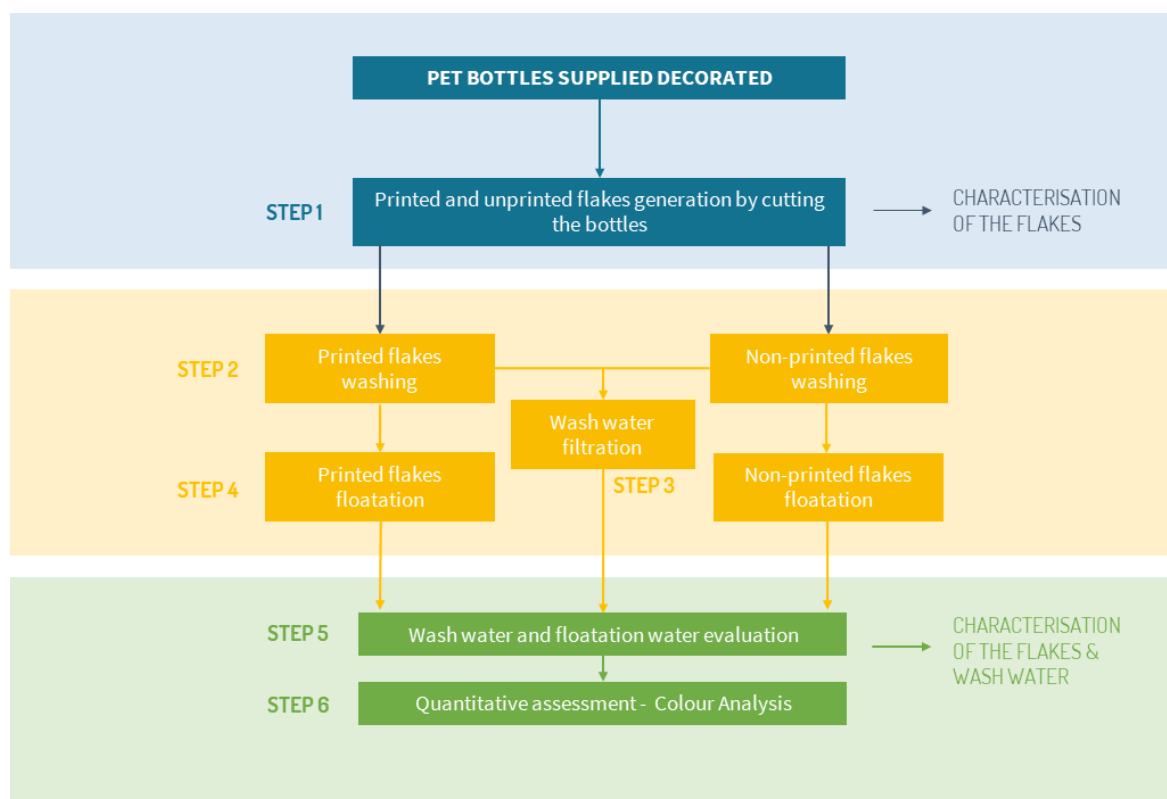 PET BOTTLES SUPPLIED DECORATED
STEP 1
Printed and unprinted flakes generation by cutting
the bottles
CHARACTERISATION
OF THE FLAKES
STEP 2
Printed flakes
washing
Non-printed flakes
washing
Wash water
filtration
STEP 3
STEP 4
Printed flakes
floatation
Non-printed flakes
floatation
STEP 5
Wash water and floatation water evaluation
CHARACTERISATION
OF THE FLAKES &
WASH WATER
STEP 6
Quantitative assessment - Colour Analysis